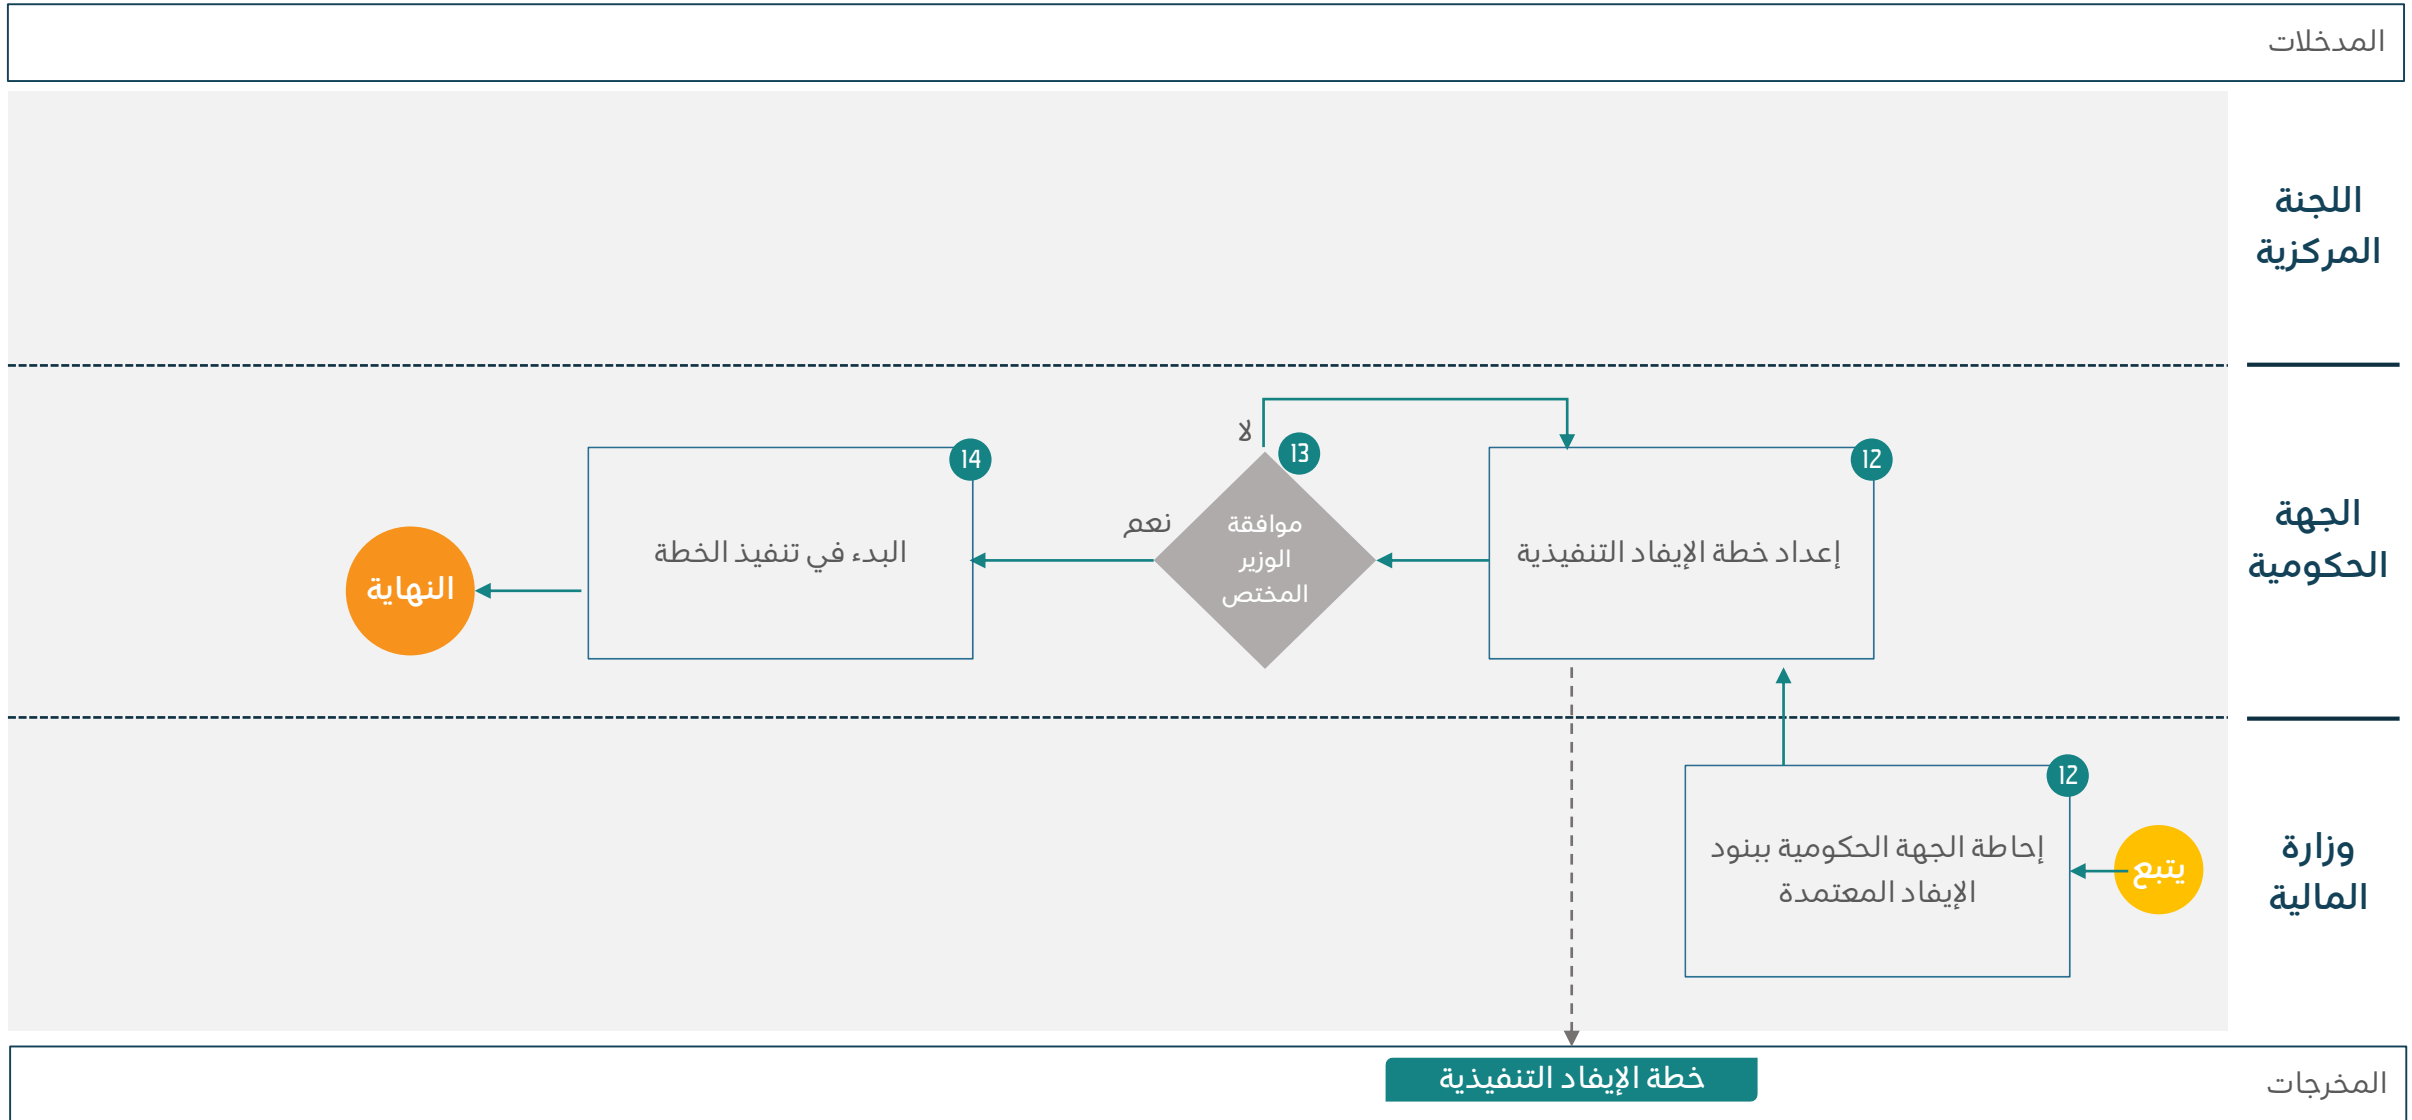 المدخلات
اللجنة
المركزية
الجهة
الحكومية
12
إعداد خطة الإيفاد التنفيذية
13
لا
موافقة
الوزير
المختص
نعم
14
البدء في تنفيذ الخطة
النهاية
وزارة
المالية
يتبع
12
إحاطة الجهة الحكومية ببنود
الإيفاد المعتمدة
المخرجات
خطة الإيفاد التنفيذية